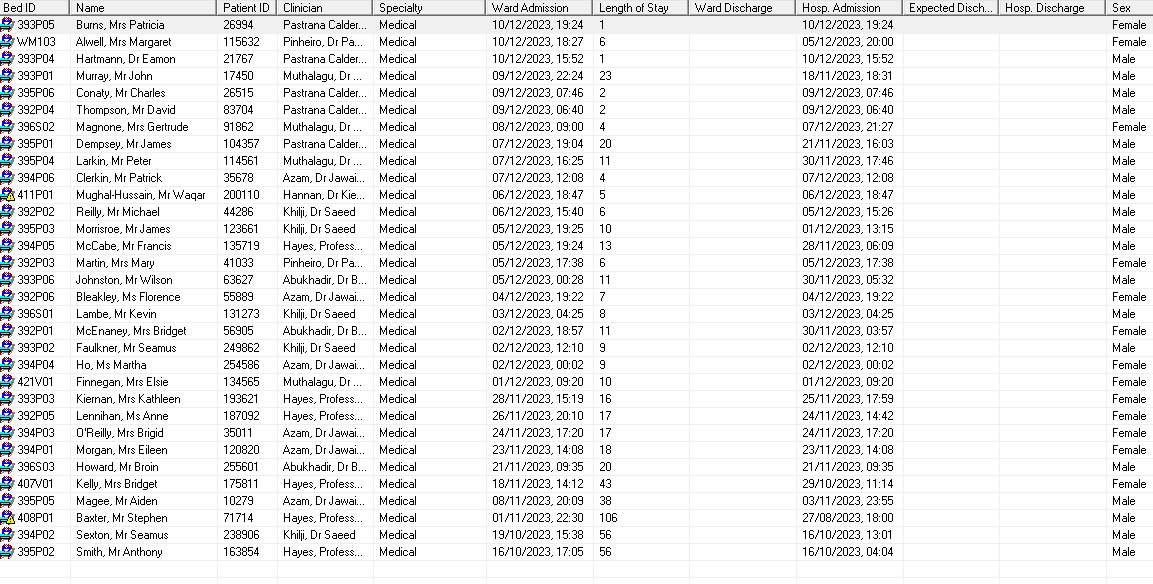 Bed ID Name Patient ID Clinician Specialty Ward Admission Length of Stay Ward Discharge Hosp. Admission Expected Disch... Hosp. Discharge Sex
393P05 Burns, Mrs Patricia 26994 Pastrana Calder... Medical 10/12/2023, 19:24 1 10/12/2023, 19:24 Female
WM103 Alwell, Mrs Margaret 115632 Pinheiro, Dr Pa... Medical 10/12/2023, 18:27 6 05/12/2023, 20:00 Female
393P04 Hartmann, Dr Eamon 21767 Pastrana Calder... Medical 10/12/2023, 15:52 1 10/12/2023, 15:52 Male
393P01 Murray, Mr John 17450 Muthalagu, Dr ... Medical 09/12/2023, 22:24 23 18/11/2023, 18:31 Male
395P06 Conaty, Mr Charles 26515 Pastrana Calder... Medical 09/12/2023, 07:46 2 09/12/2023, 07:46 Male
392P04 Thompson, Mr David 83704 Pastrana Calder... Medical 09/12/2023, 06:40 2 09/12/2023, 06:40 Male
396S02 Magnone, Mrs Gertrude 91862 Muthalagu, Dr ... Medical 08/12/2023, 09:00 4 07/12/2023, 21:27 Female
395P01 Dempsey, Mr James 104357 Pastrana Calder... Medical 07/12/2023, 19:04 20 21/11/2023, 16:03 Male
395P04 Larkin, Mr Peter 114561 Muthalagu, Dr ... Medical 07/12/2023, 16:25 11 30/11/2023, 17:46 Male
394P06 Clerkin, Mr Patrick 35678 Azam, Dr Jawai... Medical 07/12/2023, 12:08 4 07/12/2023, 12:08 Male
411P01 Mughal-Hussain, Mr Waqar 200110 Hannan, Dr Kie... Medical 06/12/2023, 18:47 5 06/12/2023, 18:47 Male
392P02 Reilly, Mr Michael 44286 Khilji, Dr Saeed Medical 06/12/2023, 15:40 6 05/12/2023, 15:26 Male
395P03 Morrisroe, Mr James 123661 Khilji, Dr Saeed Medical 05/12/2023, 19:25 10 01/12/2023, 13:15 Male
394P05 McCabe, Mr Francis 135719 Hayes, Profess... Medical 05/12/2023, 19:24 13 28/11/2023, 06:09 Male
392P03 Martin, Mrs Mary 41033 Pinheiro, Dr Pa... Medical 05/12/2023, 17:38 6 05/12/2023, 17:38 Female
393P06 Johnston, Mr Wilson 63627 Abukhadir, Dr B... Medical 05/12/2023, 00:28 11 30/11/2023, 05:32 Male
392P06 Bleakley, Ms Florence 55889 Azam, Dr Jawai... Medical 04/12/2023, 19:22 7 04/12/2023, 19:22 Female
396S01 Lambe, Mr Kevin 131273 Khilji, Dr Saeed Medical 03/12/2023, 04:25 8 03/12/2023, 04:25 Male
392P01 McEnaney, Mrs Bridget 56905 Abukhadir, Dr B... Medical 02/12/2023, 18:57 11 30/11/2023, 03:57 Female
393P02 Faulkner, Mr Seamus 249862 Khilji, Dr Saeed Medical 02/12/2023, 12:10 9 02/12/2023, 12:10 Male
394P04 Ho, Ms Martha 254586 Azam, Dr Jawai... Medical 02/12/2023, 00:02 9 02/12/2023, 00:02 Female
421V01 Finnegan, Mrs Elsie 134565 Muthalagu, Dr ... Medical 01/12/2023, 09:20 10 01/12/2023, 09:20 Female
393P03 Kiernan, Mrs Kathleen 193621 Hayes, Profess... Medical 28/11/2023, 15:19 16 25/11/2023, 17:59 Female
392P05 Lennihan, Ms Anne 187092 Hayes, Profess... Medical 26/11/2023, 20:10 17 24/11/2023, 14:42 Female
394P03 O'Reilly, Mrs Brigid 35011 Azam, Dr Jawai... Medical 24/11/2023, 17:20 17 24/11/2023, 17:20 Female
394P01 Morgan, Mrs Eileen 120820 Azam, Dr Jawai... Medical 23/11/2023, 14:08 18 23/11/2023, 14:08 Female
396S03 Howard, Mr Broin 255601 Abukhadir, Dr B... Medical 21/11/2023, 09:35 20 21/11/2023, 09:35 Male
407V01 Kelly, Mrs Bridget 175811 Hayes, Profess... Medical 18/11/2023, 14:12 43 29/10/2023, 11:14 Female
395P05 Magee, Mr Aiden 10279 Azam, Dr Jawai... Medical 08/11/2023, 20:09 38 03/11/2023, 23:55 Male
408P01 Baxter, Mr Stephen 71714 Hayes, Profess... Medical 01/11/2023, 22:30 106 27/08/2023, 18:00 Male
394P02 Sexton, Mr Seamus 238906 Khilji, Dr Saeed Medical 19/10/2023, 15:38 56 16/10/2023, 13:01 Male
395P02 Smith, Mr Anthony 163854 Hayes, Profess... Medical 16/10/2023, 17:05 56 16/10/2023, 04:04 Male